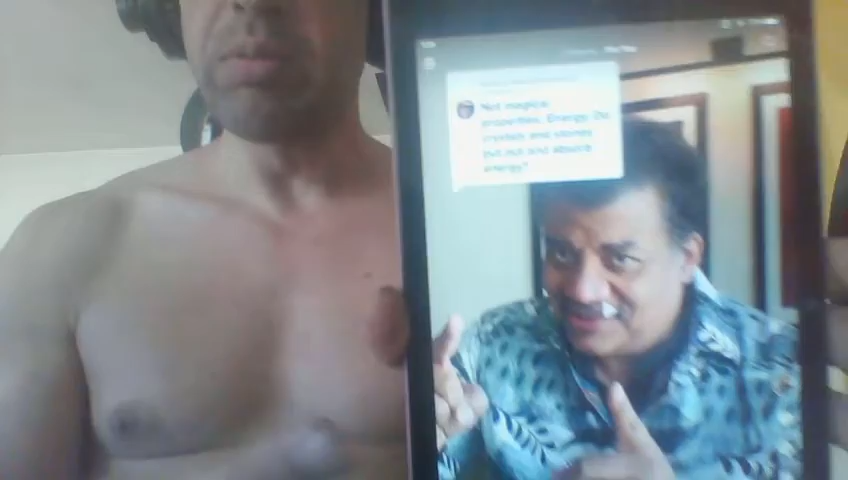 Not magical
properties. Energy. Do
crystals and stones
put out and absorb
energy?